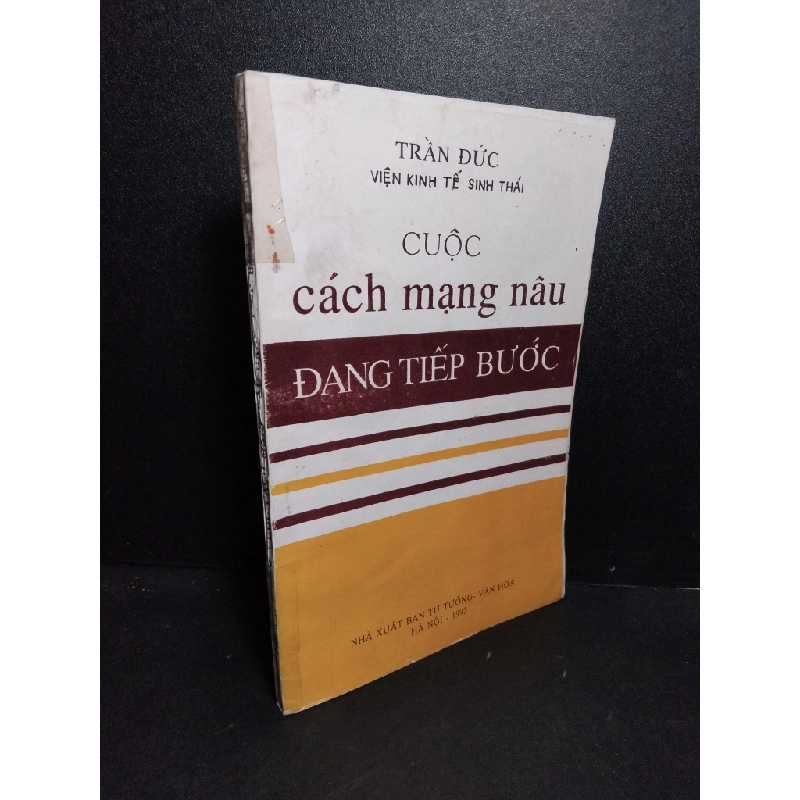 TRẦN ĐỨC
VIỆN KINH TẾ SINH THÁI
CUỘC
cách mạng nâu
ĐANG TIẾP BƯỚC
NHÀ XUẤT BẢN TƯ TƯỞNG - VĂN HÓA
HÀ NỘI - 1992